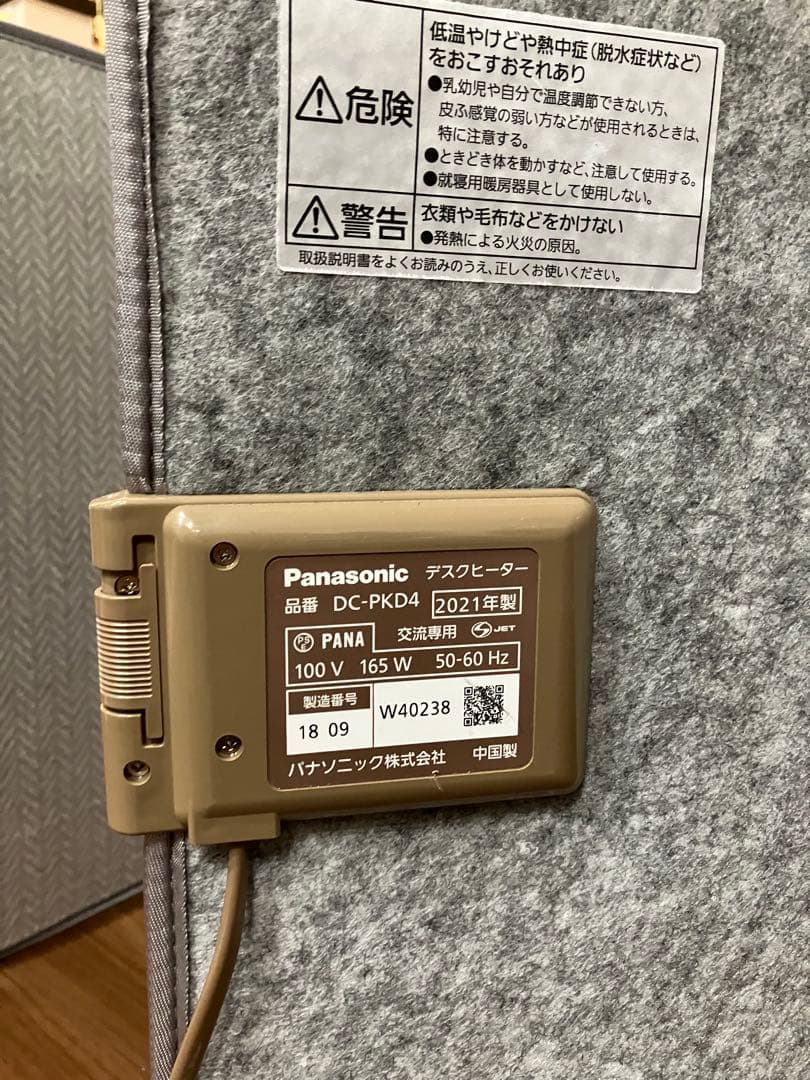 危険
低温やけどや熱中症(脱水症状など)
をおこすおそれあり
●乳幼児や自分で温度調節できない方、
皮ふ感覚の弱い方などが使用されるときは、
特に注意する。
●ときどき体を動かすなど、注意して使用する。
●就寝用暖房器具として使用しない。
警告
衣類や毛布などをかけない
●発熱による火災の原因。
取扱説明書をよくお読みのうえ、正しくお使いください。
Panasonic デスクヒーター
品番 DC-PKD4 2021年製
PSE PANA 交流専用 JET
100 V 165 W 50-60 Hz
製造番号
18 09 W40238
パナソニック株式会社 中国製